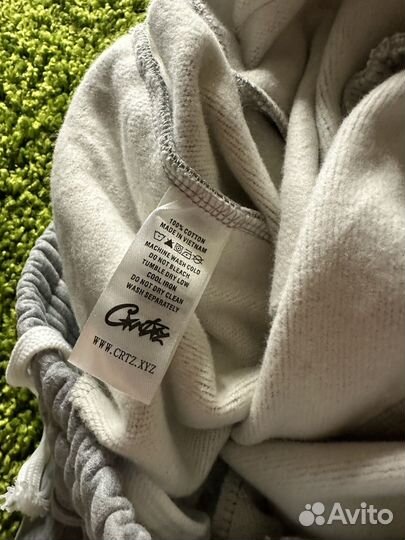 100% COTTON
MADE IN VIETNAM
MACHINE WASH COLD
DO NOT BLEACH
TUMBLE DRY LOW
COOL IRON
DO NOT DRY CLEAN
WASH SEPARATELY
CRTZ
WWW.CRTZ.XYZ
Avito